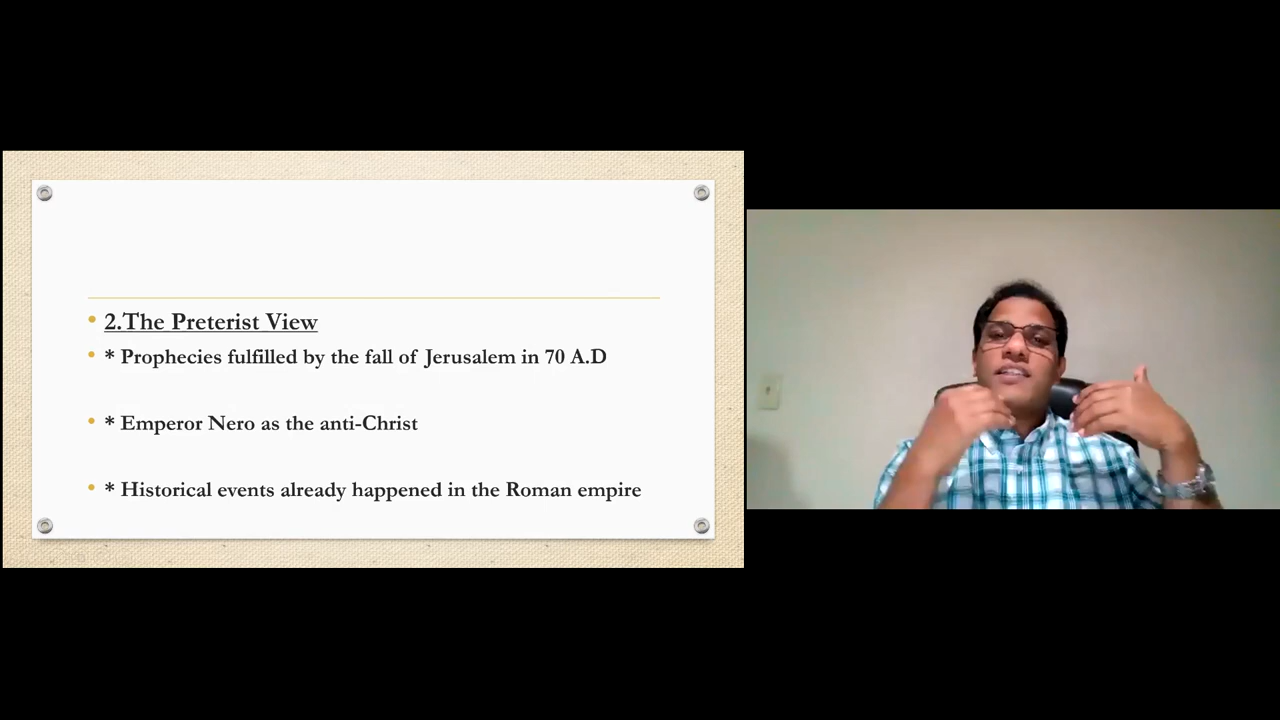 2.The Preterist View
* Prophecies fulfilled by the fall of Jerusalem in 70 A.D
* Emperor Nero as the anti-Christ
* Historical events already happened in the Roman empire